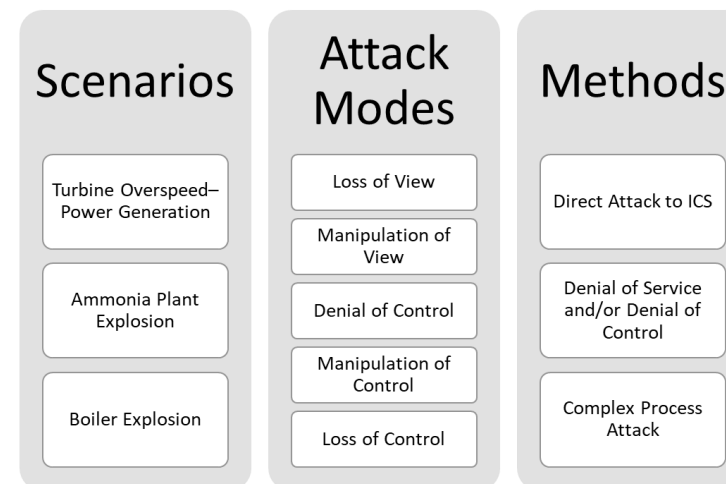 Scenarios
Turbine Overspeed–
Power Generation
Ammonia Plant
Explosion
Boiler Explosion
Attack
Modes
Loss of View
Manipulation of
View
Denial of Control
Manipulation of
Control
Loss of Control
Methods
Direct Attack to ICS
Denial of Service
and/or Denial of
Control
Complex Process
Attack